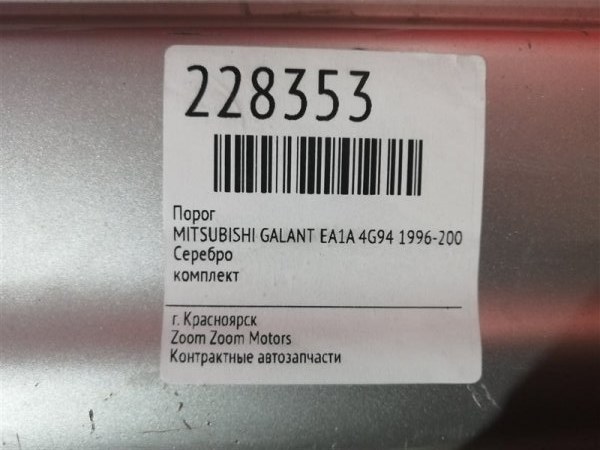 228353
Порог
MITSUBISHI GALANT EA1A 4G94 1996-200
Серебро
комплект
г. Красноярск
Zoom Zoom Motors
Контрактные автозапчасти